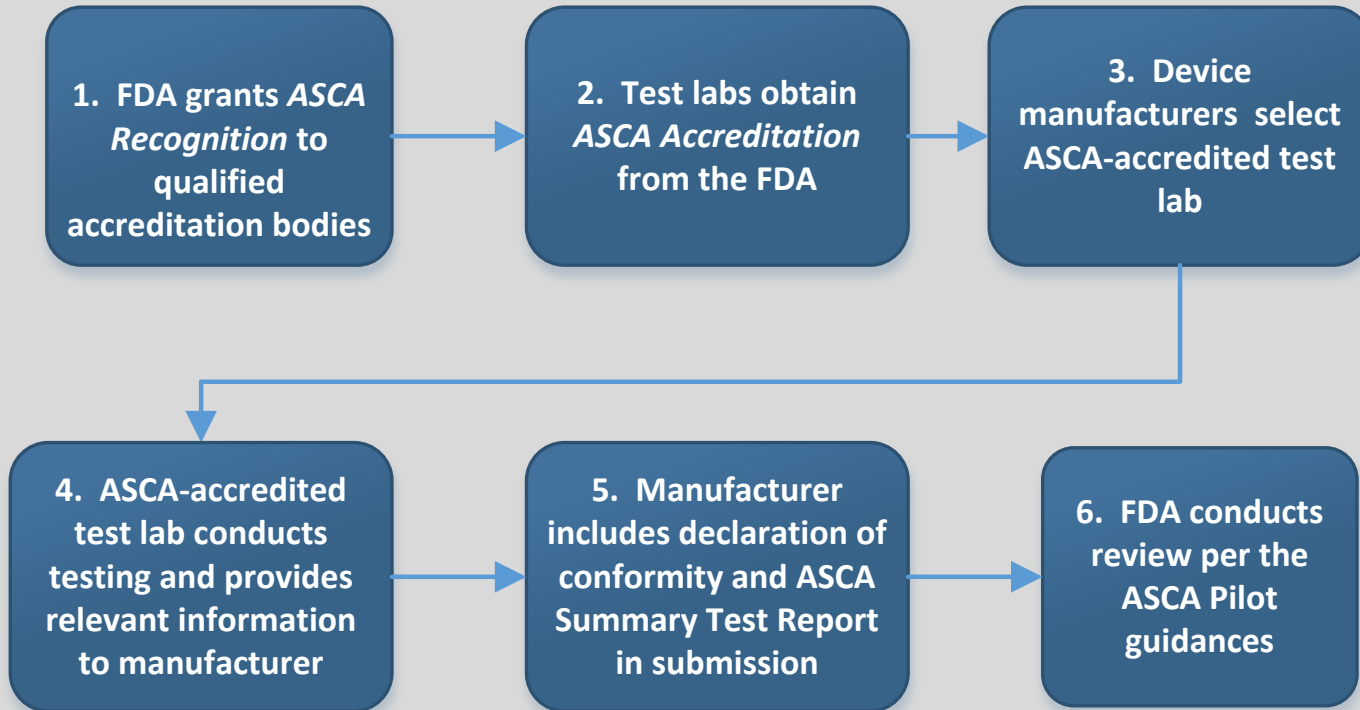 1. FDA grants ASCA
Recognition to
qualified
accreditation bodies
2. Test labs obtain
ASCA Accreditation
from the FDA
3. Device
manufacturers select
ASCA-accredited test
lab
4. ASCA-accredited
test lab conducts
testing and provides
relevant information
to manufacturer
5. Manufacturer
includes declaration of
conformity and ASCA
Summary Test Report
in submission
6. FDA conducts
review per the
ASCA Pilot
guidances